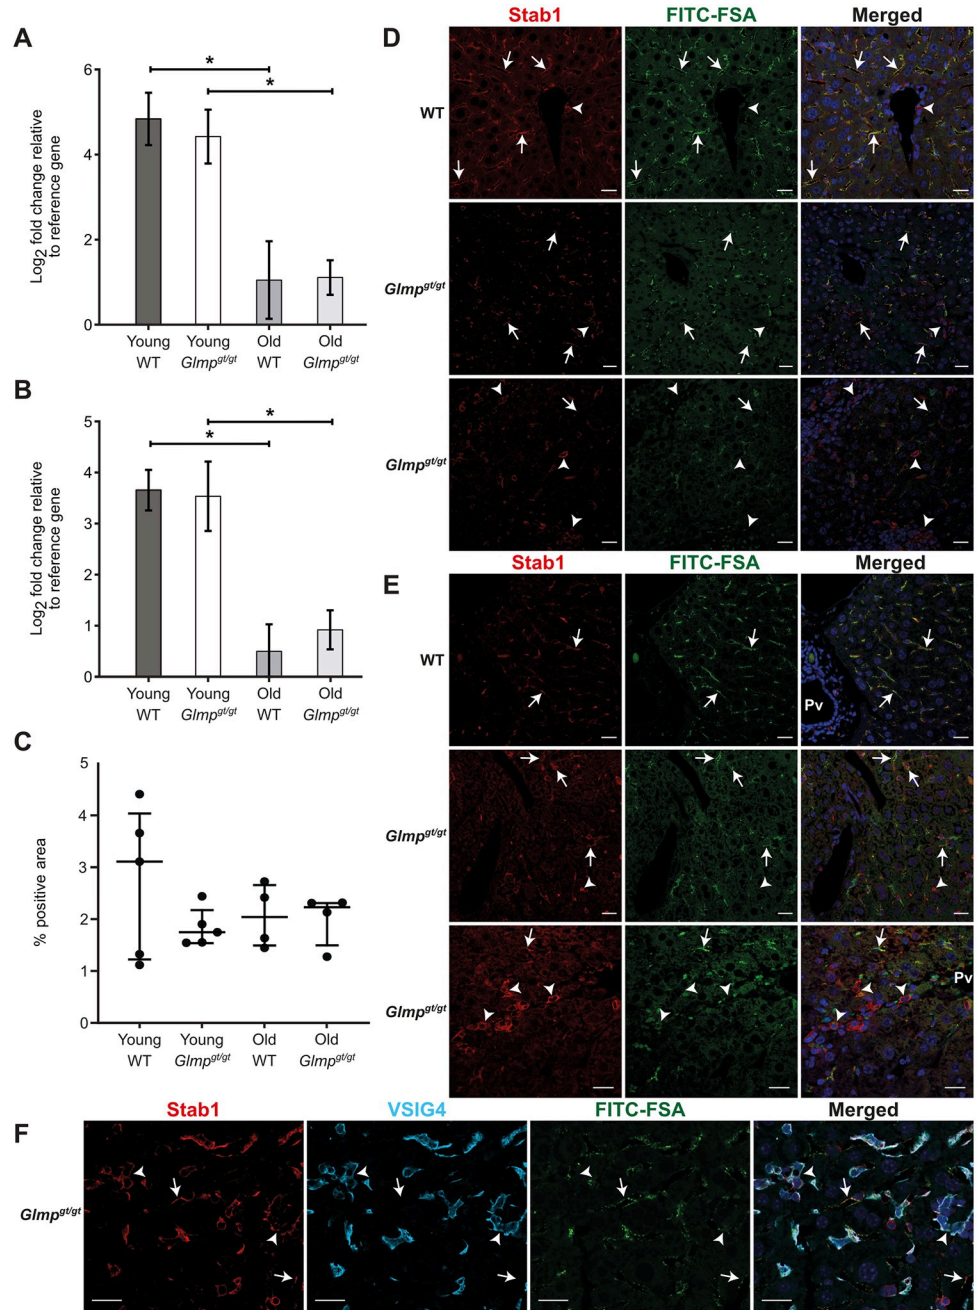 A
Log2 fold change relative
to reference gene
6
4
2
0
*
*
Young
WT
Young
Glmpgt/gt
Old
WT
Old
Glmpgt/gt
B
Log2 fold change relative
to reference gene
5
4
3
2
1
0
*
*
Young
WT
Young
Glmpgt/gt
Old
WT
Old
Glmpgt/gt
C
% positive area
5
4
3
2
1
0
Young
WT
Young
Glmpgt/gt
Old
WT
Old
Glmpgt/gt
D
Stab1 FITC-FSA Merged
WT
Glmpgt/gt
Glmpgt/gt
E
Stab1 FITC-FSA Merged
WT
Pv
Glmpgt/gt
Glmpgt/gt
Pv
F
Stab1 VSIG4 FITC-FSA Merged
Glmpgt/gt